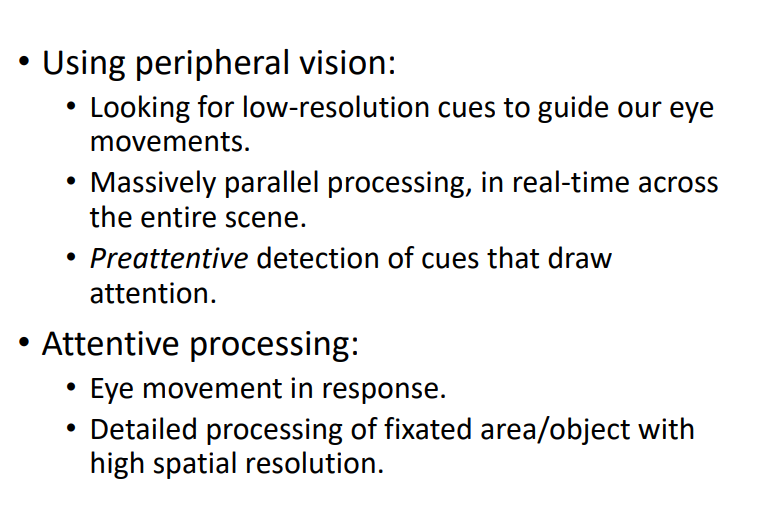 • Using peripheral vision:
• Looking for low-resolution cues to guide our eye
movements.
• Massively parallel processing, in real-time across
the entire scene.
• Preattentive detection of cues that draw
attention.
• Attentive processing:
• Eye movement in response.
• Detailed processing of fixated area/object with
high spatial resolution.